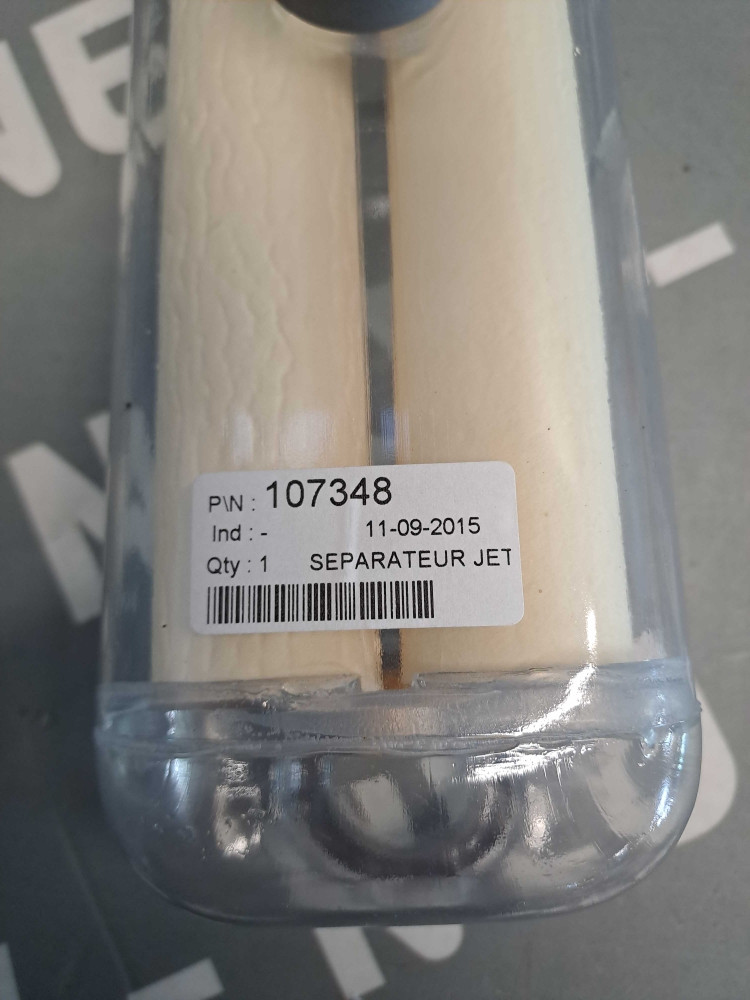 P\N : 107348
Ind : - 11-09-2015
Qty : 1 SEPARATEUR JET